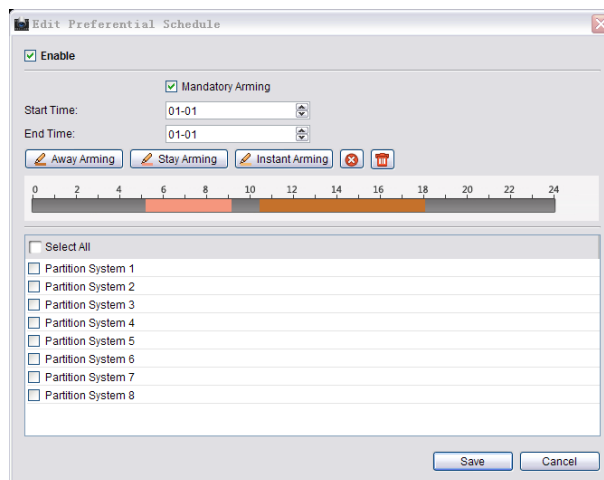 Edit Preferential Schedule
Enable
Mandatory Arming
Start Time: 01-01
End Time: 01-01
Away Arming Stay Arming Instant Arming
0 2 4 6 8 10 12 14 16 18 20 22 24
Select All
Partition System 1
Partition System 2
Partition System 3
Partition System 4
Partition System 5
Partition System 6
Partition System 7
Partition System 8
Save Cancel